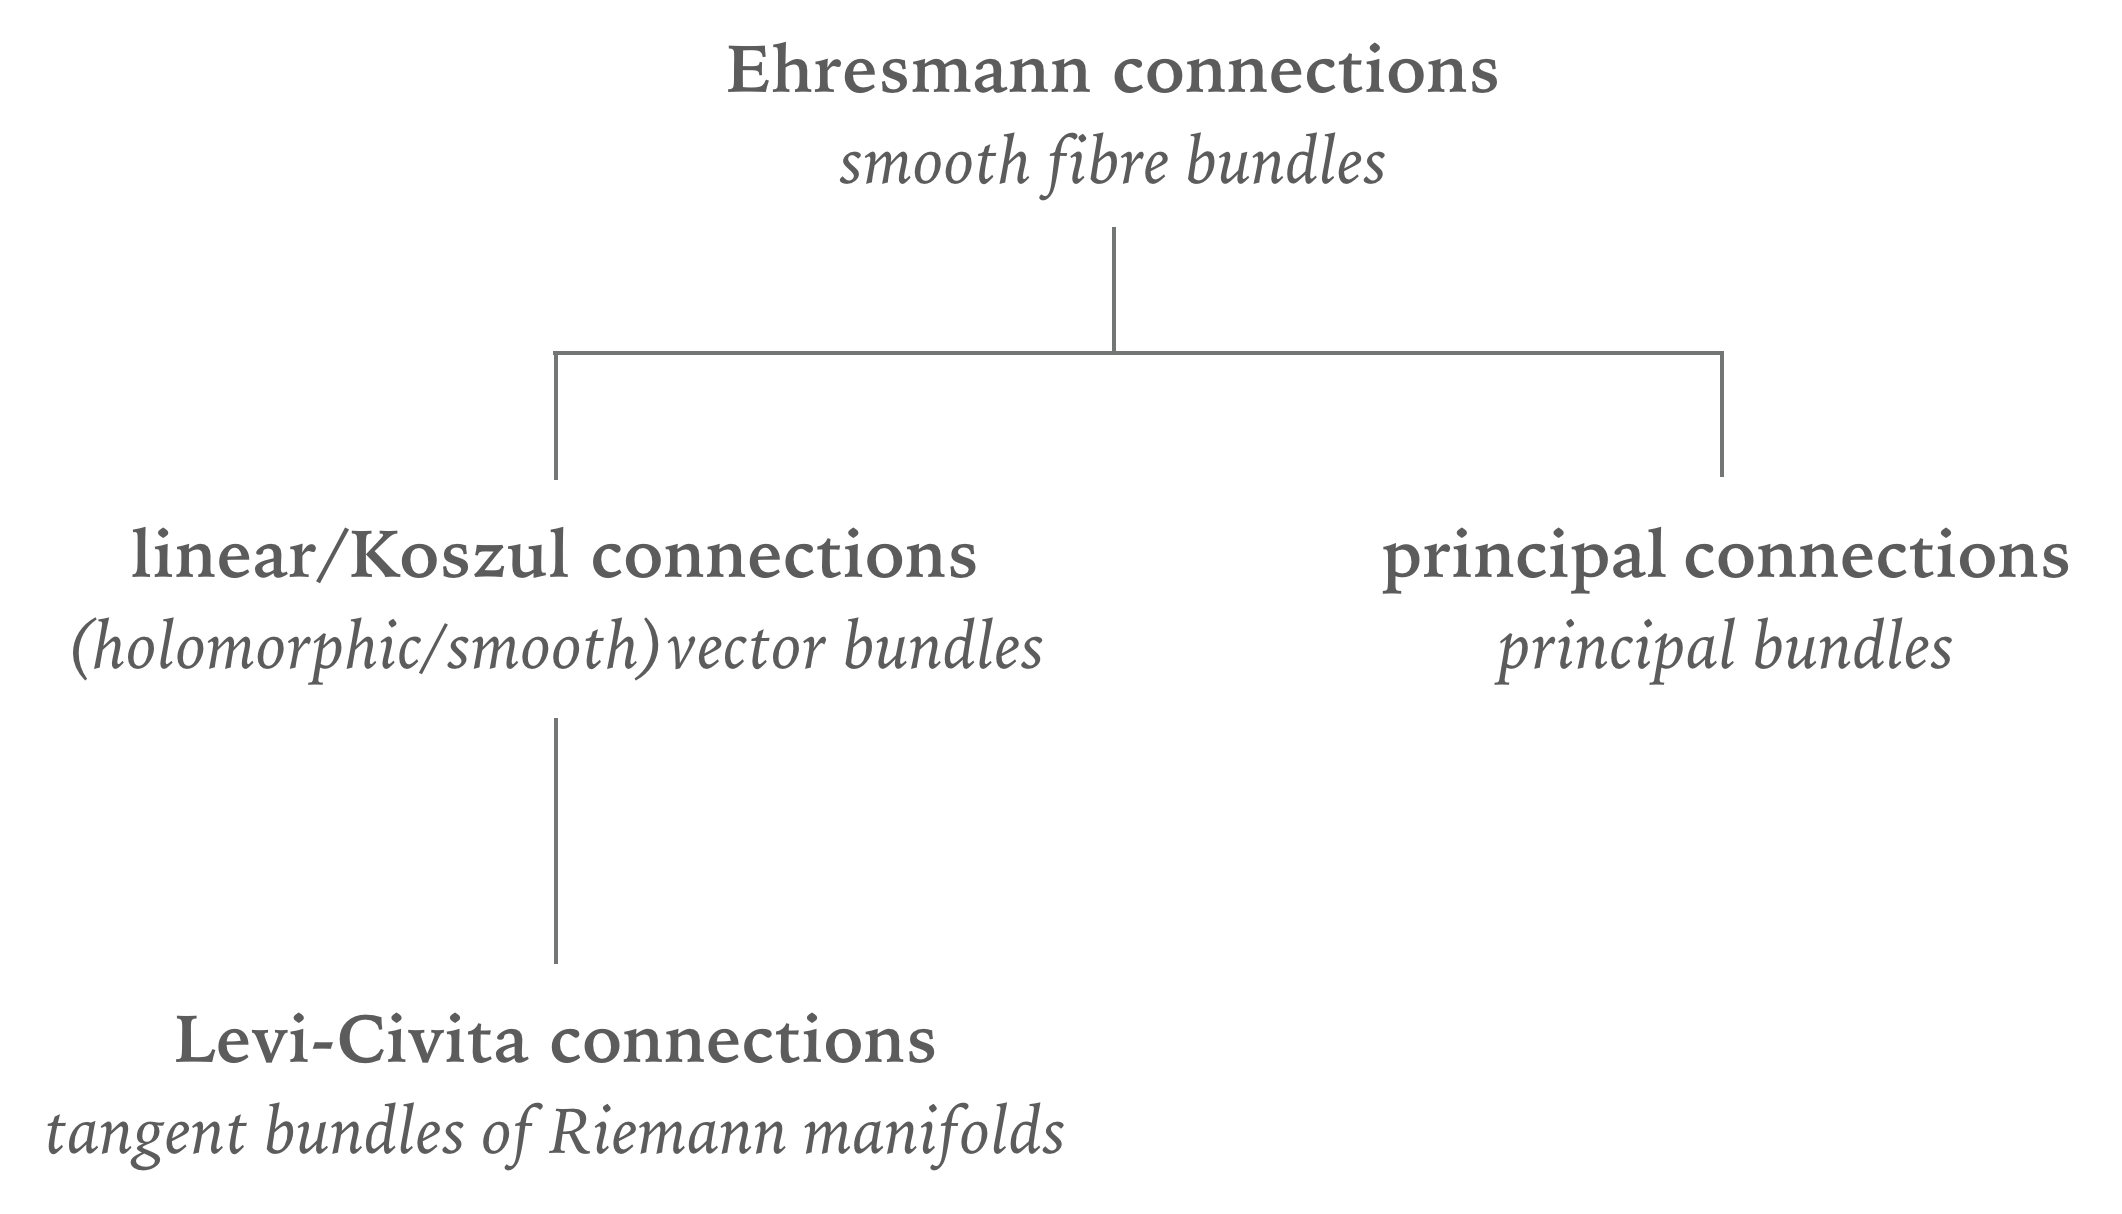 Ehresmann connections
smooth fibre bundles
linear/Koszul connections
(holomorphic/smooth) vector bundles
principal connections
principal bundles
Levi-Civita connections
tangent bundles of Riemann manifolds